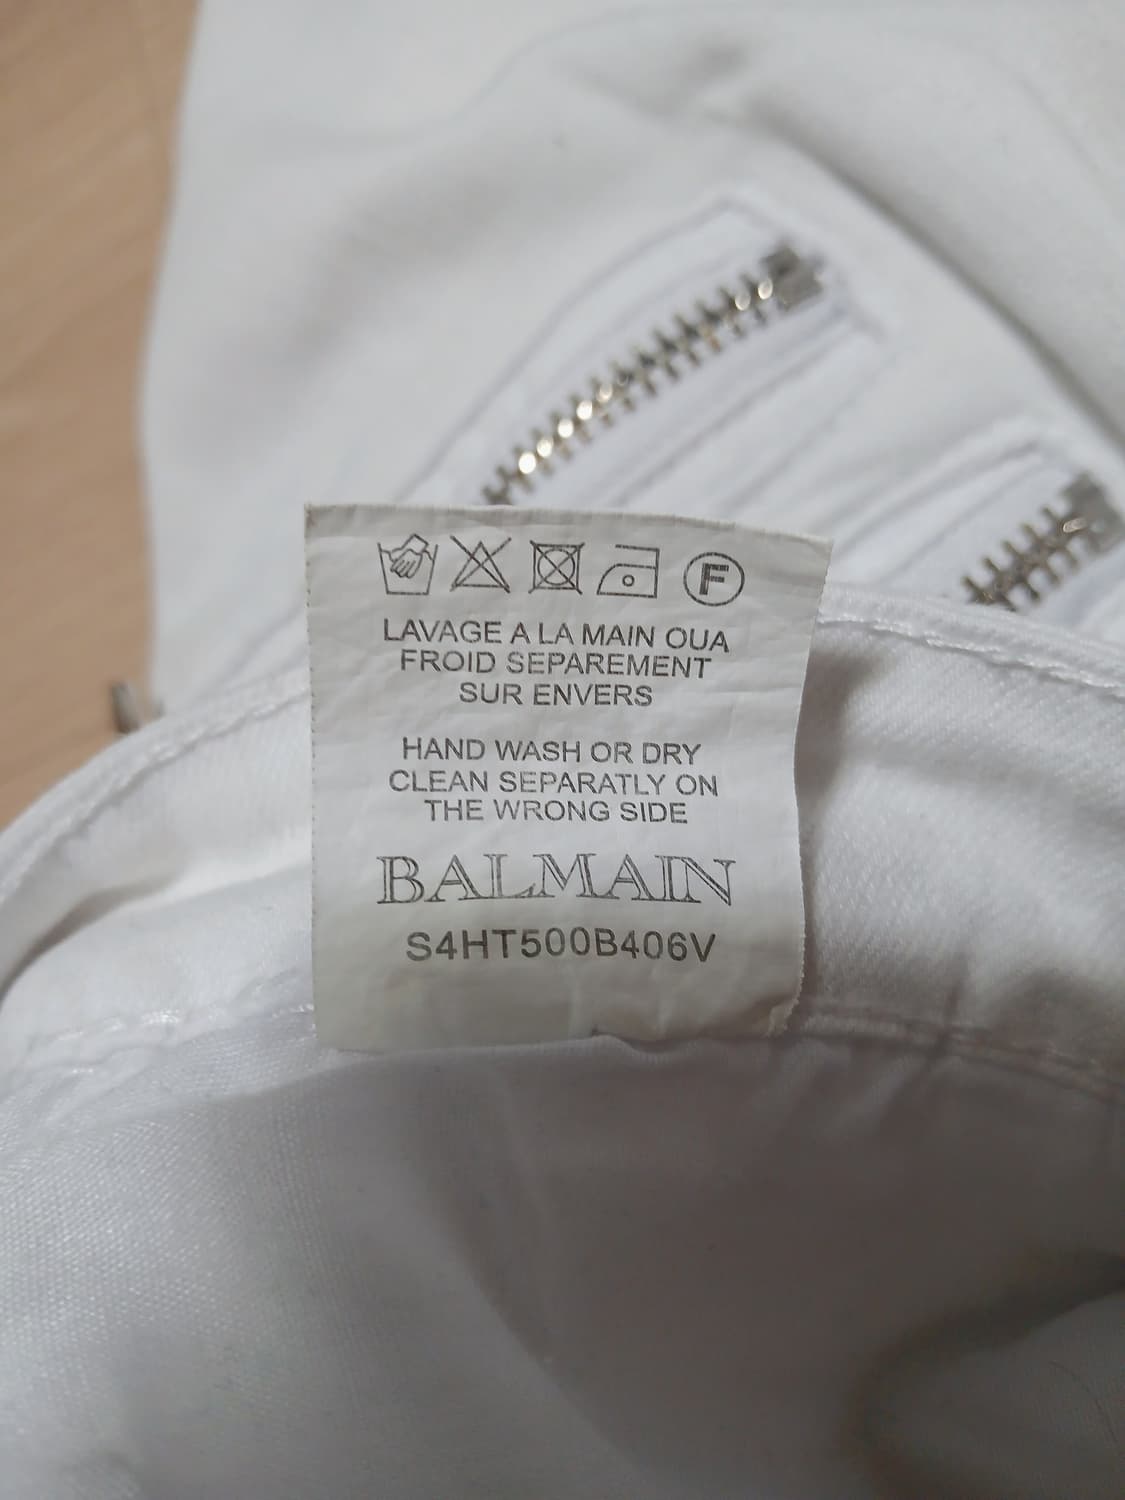 F
LAVAGE A LA MAIN OUA
FROID SEPAREMENT
SUR ENVERS
HAND WASH OR DRY
CLEAN SEPARATLY ON
THE WRONG SIDE
BALMAIN
S4HT500B406V